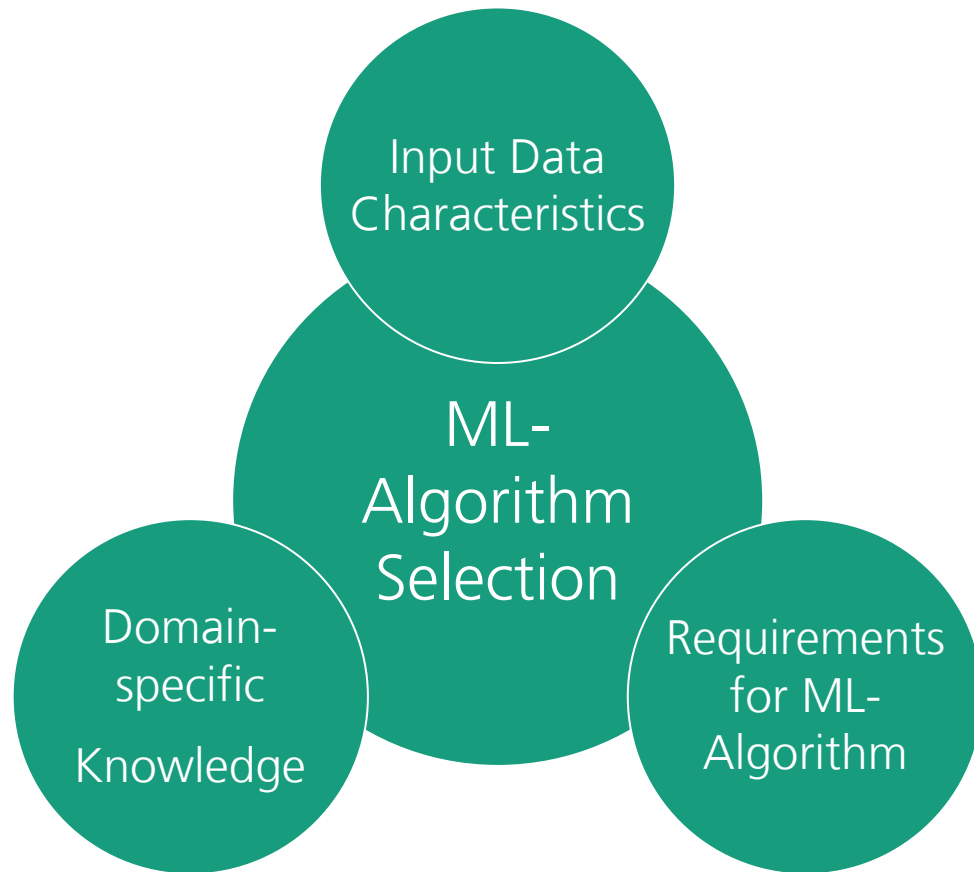 Input Data
Characteristics
ML-
Algorithm
Selection
Domain-
specific
Knowledge
Requirements
for ML-
Algorithm